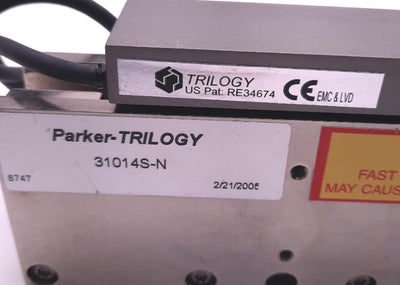 TRILOGY
US Pat: RE34674
CE EMC & LVD
Parker-TRILOGY
31014S-N
8747 2/21/2005
FAST
MAY CAUS